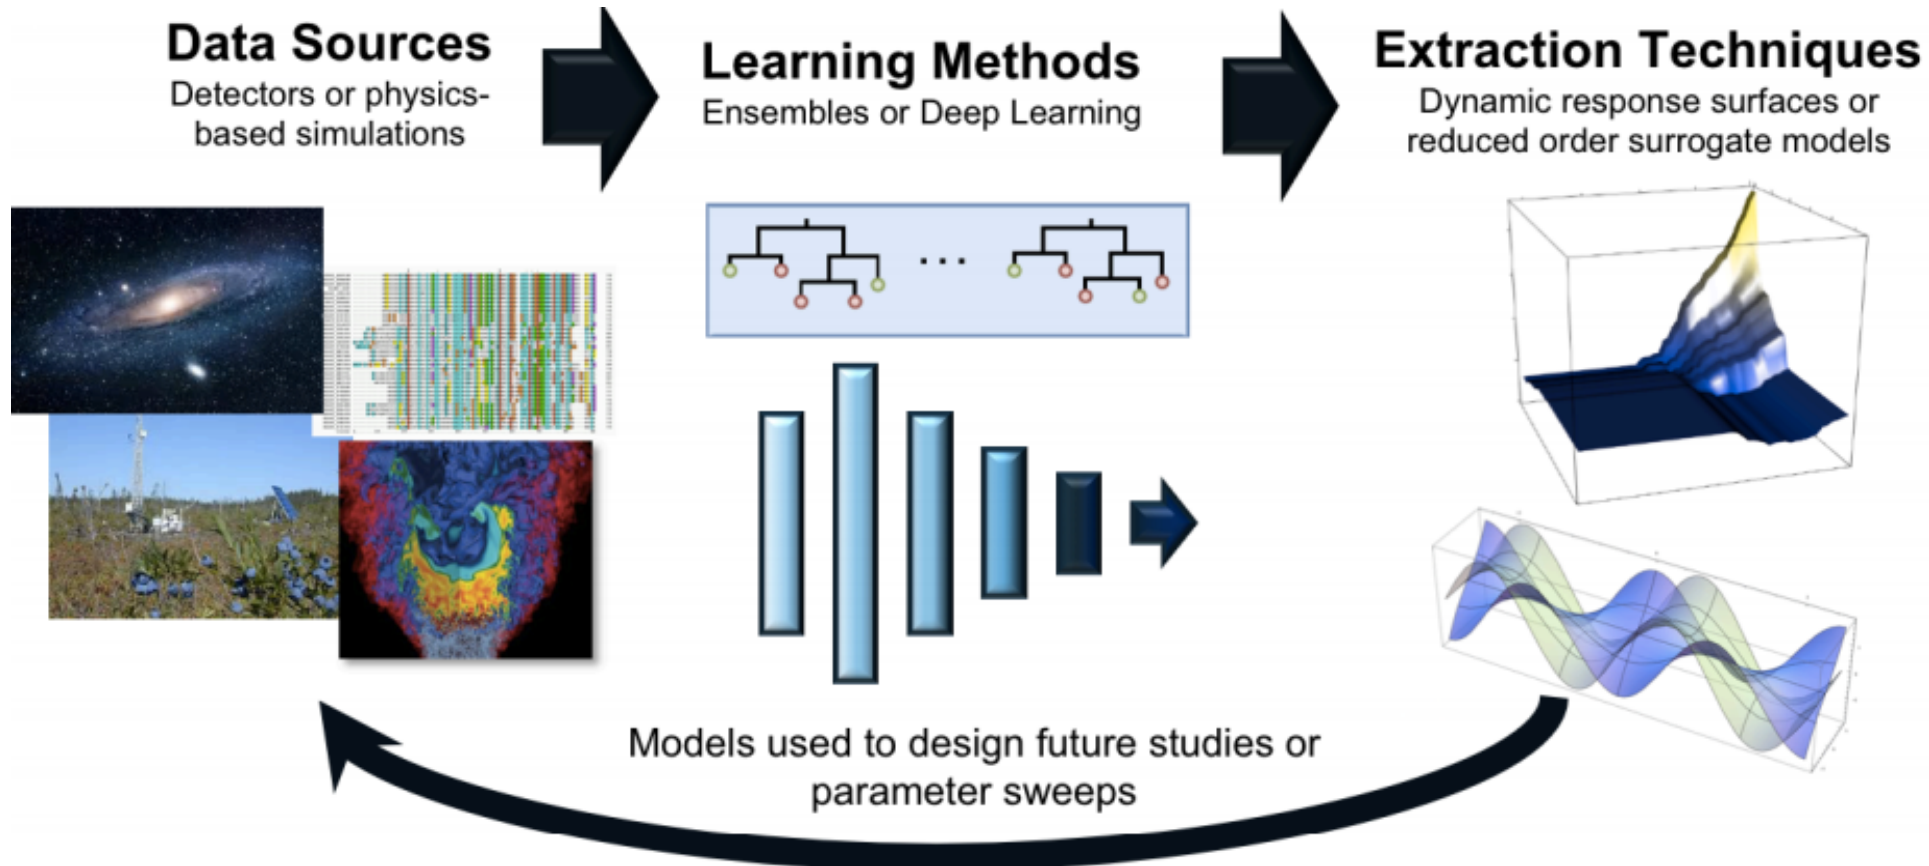 Data Sources
Detectors or physics-
based simulations
Learning Methods
Ensembles or Deep Learning
Extraction Techniques
Dynamic response surfaces or
reduced order surrogate models
. . .
Models used to design future studies or
parameter sweeps